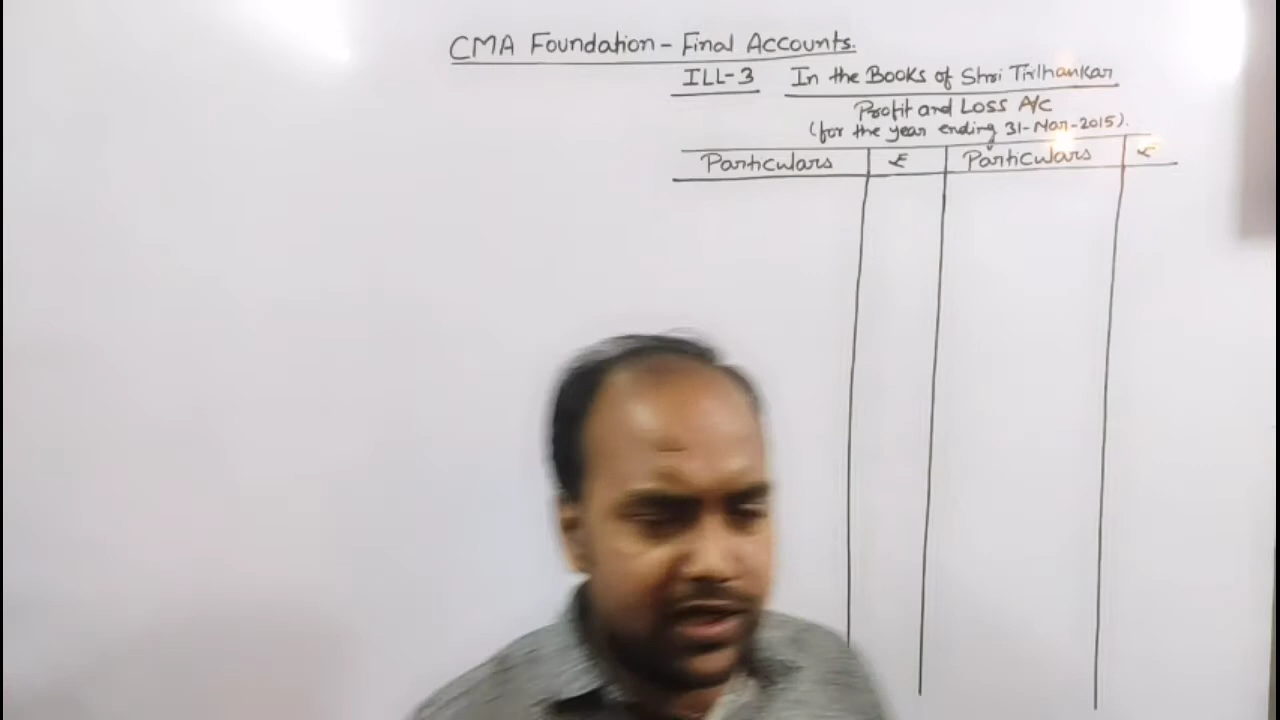 CMA Foundation - Final Accounts.
ILL-3 In the Books of Shri Tirthankar
Profit and Loss A/c
(for the year ending 31-Mar-2015).
Particulars ₹ Particulars ₹